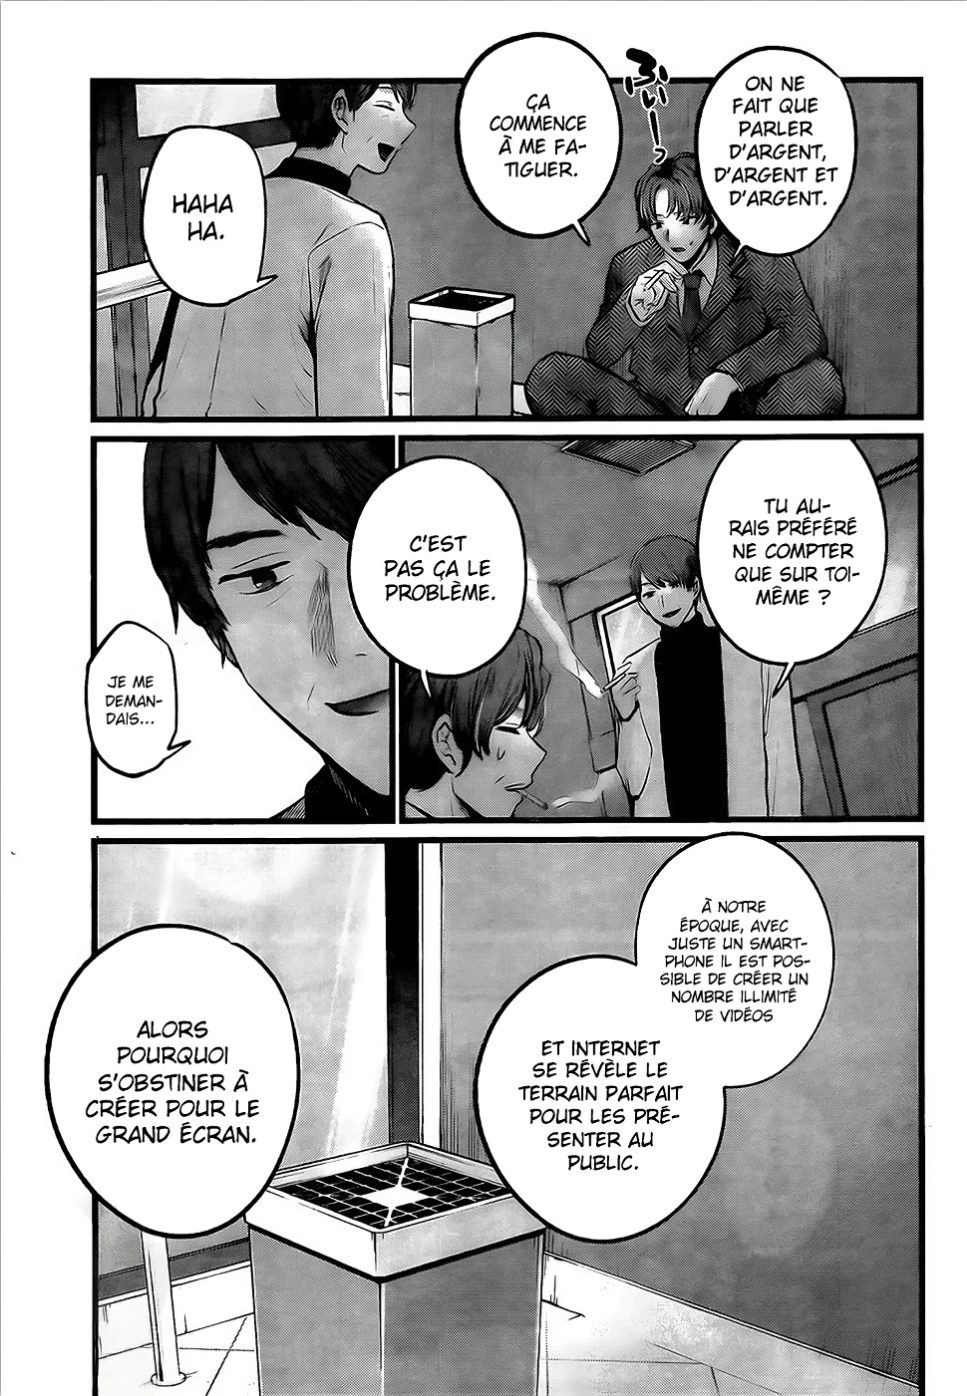 ON NE
FAIT QUE
PARLER
D'ARGENT,
D'ARGENT ET
D'ARGENT.
ふぃーっ
ÇA
COMMENCE
À ME FA-
TIGUER.
HAHA
HA.
TU AU-
RAIS PRÉFÉRÉ
NE COMPTER
QUE SUR TOI-
MÊME ?
C'EST
PAS ÇA LE
PROBLÈME.
JE ME
DEMAN-
DAIS...
À NOTRE
ÉPOQUE, AVEC
JUSTE UN SMART-
PHONE IL EST POS-
SIBLE DE CRÉER UN
NOMBRE ILLIMITÉ
DE VIDÉOS
ET INTERNET
SE RÉVÈLE LE
TERRAIN PARFAIT
POUR LES PRÉ-
SENTER AU
PUBLIC.
ALORS
POURQUOI
S'OBSTINER À
CRÉER POUR LE
GRAND ÉCRAN.